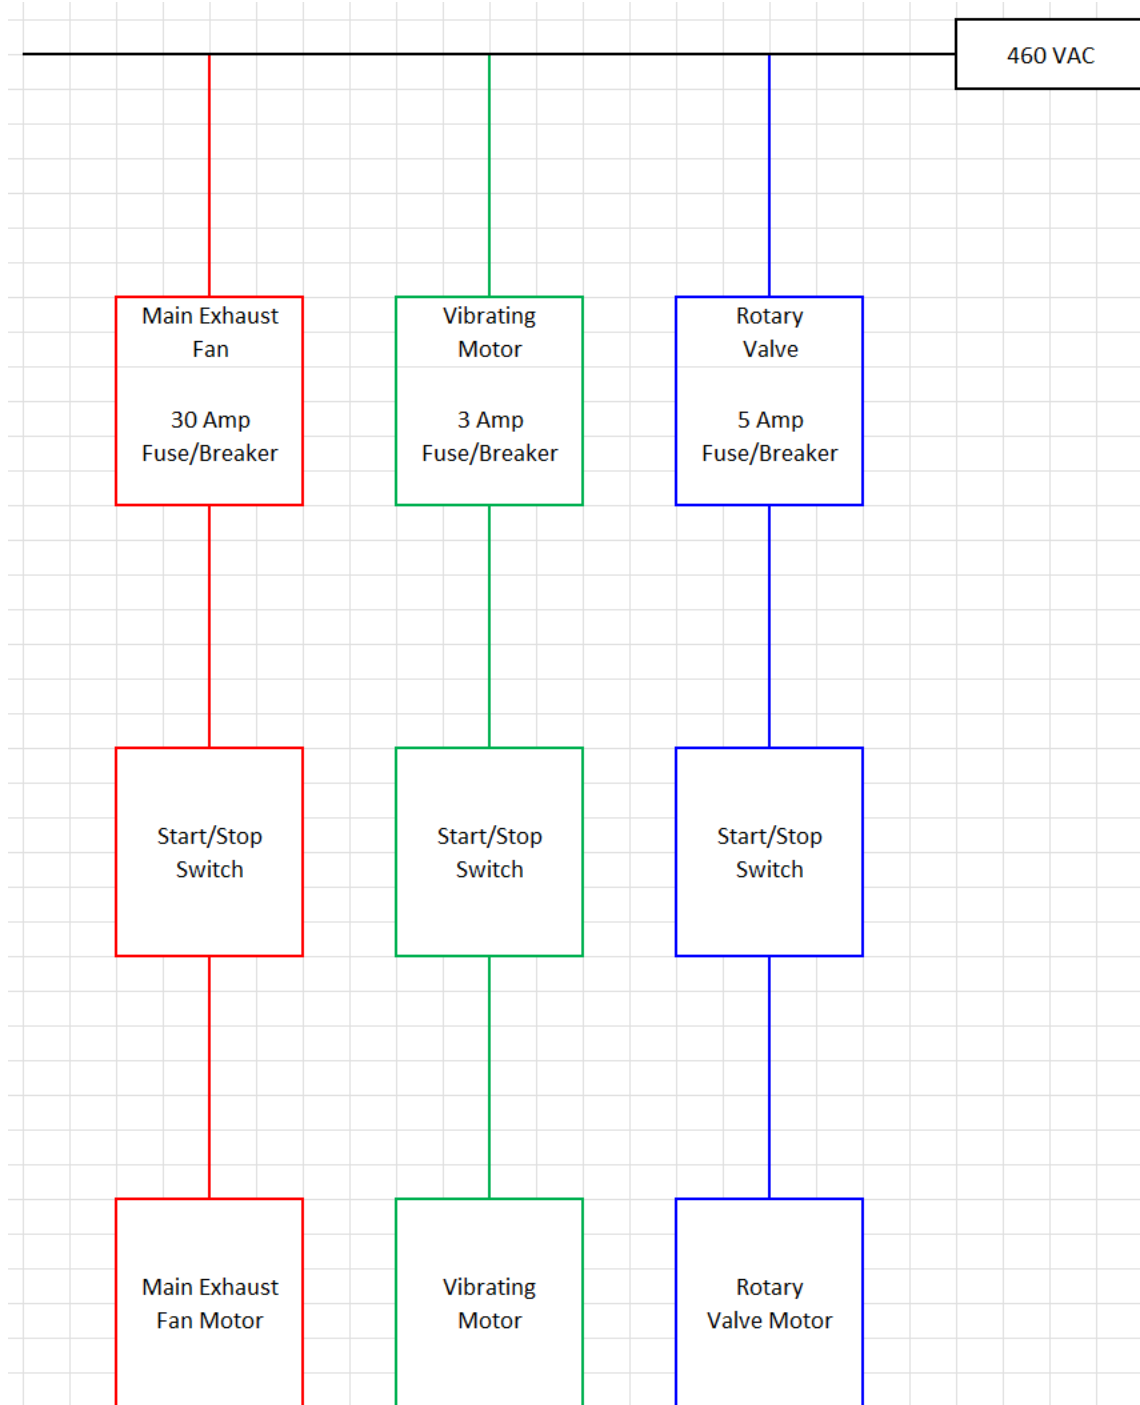 460 VAC
Main Exhaust
Fan
30 Amp
Fuse/Breaker
Vibrating
Motor
3 Amp
Fuse/Breaker
Rotary
Valve
5 Amp
Fuse/Breaker
Start/Stop
Switch
Start/Stop
Switch
Start/Stop
Switch
Main Exhaust
Fan Motor
Vibrating
Motor
Rotary
Valve Motor